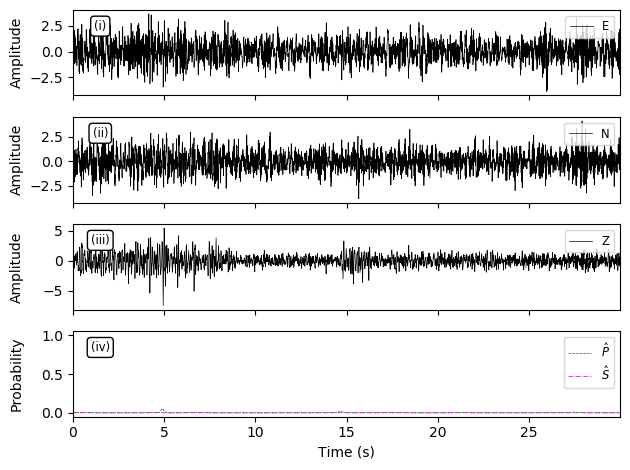 2.5
0.0
−2.5
Amplitude
(i)
E
2.5
0.0
−2.5
Amplitude
(ii)
N
5
0
−5
Amplitude
(iii)
Z
1.0
0.5
0.0
Probability
(iv)
P̂
Ŝ
0 5 10 15 20 25
Time (s)